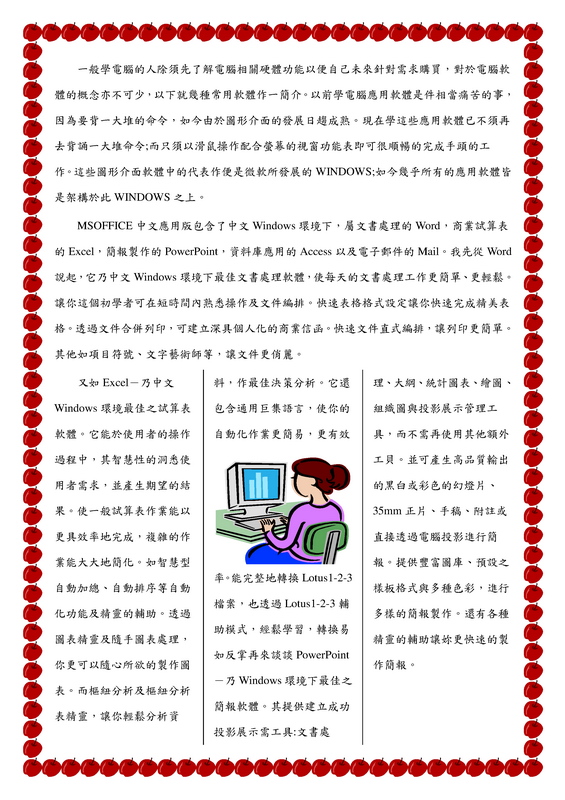 一般學電腦的人除須先了解電腦相關硬體功能以便自己未來針對需求購買，對於電腦軟
體的概念亦不可少，以下就幾種常用軟體作一簡介。以前學電腦應用軟體是件相當痛苦的事，
因為要背一大堆的命令，如今由於圖形介面的發展日趨成熟。現在學這些應用軟體已不須再
去背誦一大堆命令;而只須以滑鼠操作配合螢幕的視窗功能表即可很順暢的完成手頭的工
作。這些圖形介面軟體中的代表作便是微軟所發展的 WINDOWS;如今幾乎所有的應用軟體皆
是架構於此 WINDOWS 之上。
MSOFFICE 中文應用版包含了中文 Windows 環境下，屬文書處理的 Word，商業試算表
的 Excel，簡報製作的 PowerPoint，資料庫應用的 Access 以及電子郵件的 Mail。我先從 Word
說起，它乃中文 Windows 環境下最佳文書處理軟體，使每天的文書處理工作更簡單、更輕鬆。
讓你這個初學者可在短時間內熟悉操作及文件編排。快速表格格式設定讓你快速完成精美表
格。透過文件合併列印，可建立深具個人化的商業信函。快速文件直式編排，讓列印更簡單。
其他如項目符號、文字藝術師等，讓文件更俏麗。
又如 Excel－乃中文
Windows 環境最佳之試算表
軟體。它能於使用者的操作
過程中，其智慧性的洞悉使
用者需求，並產生期望的結
果。使一般試算表作業能以
更具效率地完成，複雜的作
業能大大地簡化。如智慧型
自動加總、自動排序等自動
化功能及精靈的輔助。透過
圖表精靈及隨手圖表處理，
你更可以隨心所欲的製作圖
表。而樞紐分析及樞紐分析
表精靈，讓你輕鬆分析資
料，作最佳決策分析。它還
包含通用巨集語言，使你的
自動化作業更簡易，更有效
率。能完整地轉換 Lotus1-2-3
檔案，也透過 Lotus1-2-3 輔
助模式，經鬆學習，轉換易
如反掌再來談談 PowerPoint
－乃 Windows 環境下最佳之
簡報軟體。其提供建立成功
投影展示需工具:文書處
理、大綱、統計圖表、繪圖、
組織圖與投影展示管理工
具，而不需再使用其他額外
工員。並可產生高品質輸出
的黑白或彩色的幻燈片、
35mm 正片、手稿、附註或
直接透過電腦投影進行簡
報。提供豐富圖庫、預設之
樣板格式與多種色彩，進行
多樣的簡報製作。還有各種
精靈的輔助讓妳更快速的製
作簡報。